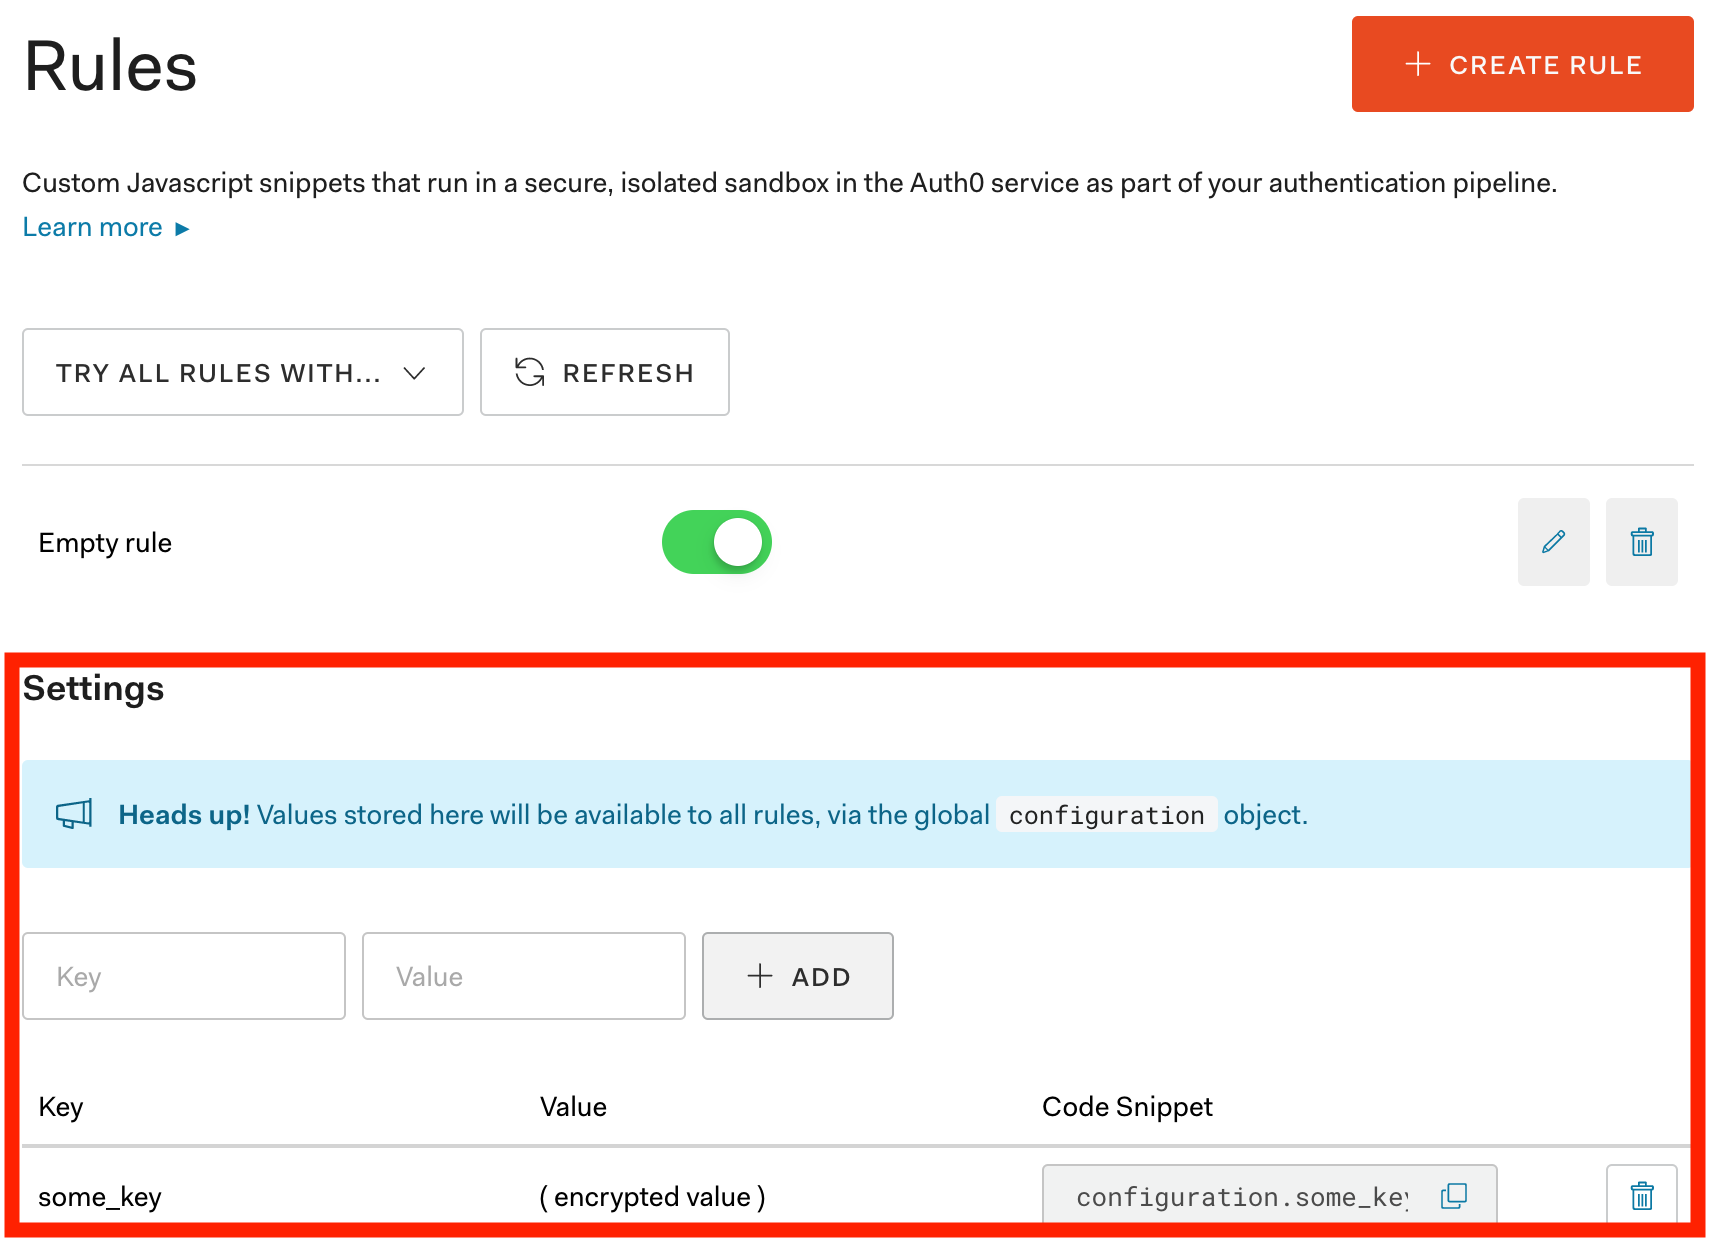 Rules
CREATE RULE
Custom Javascript snippets that run in a secure, isolated sandbox in the Auth0 service as part of your authentication pipeline.
Learn more ►
TRY ALL RULES WITH...
REFRESH
Empty rule
Settings
Heads up! Values stored here will be available to all rules, via the global configuration object.
Key
Value
ADD
Key
Value
Code Snippet
some_key
( encrypted value )
configuration.some_key